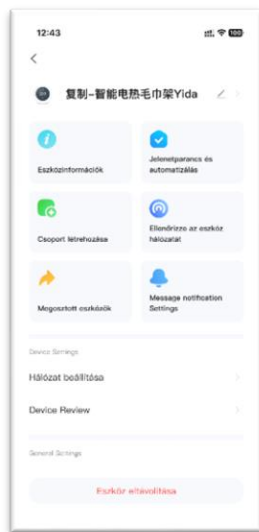 12:43
100
复制-智能电热毛巾架Yida
Eszközinformációk
Jelenetparancs és
automatizálás
Csoport létrehozása
Ellenőrizze az eszköz
hálózatát
Megosztott eszközök
Message notification
Settings
Device Settings
Hálózat beállítása
Device Review
General Settings
Eszköz eltávolítása